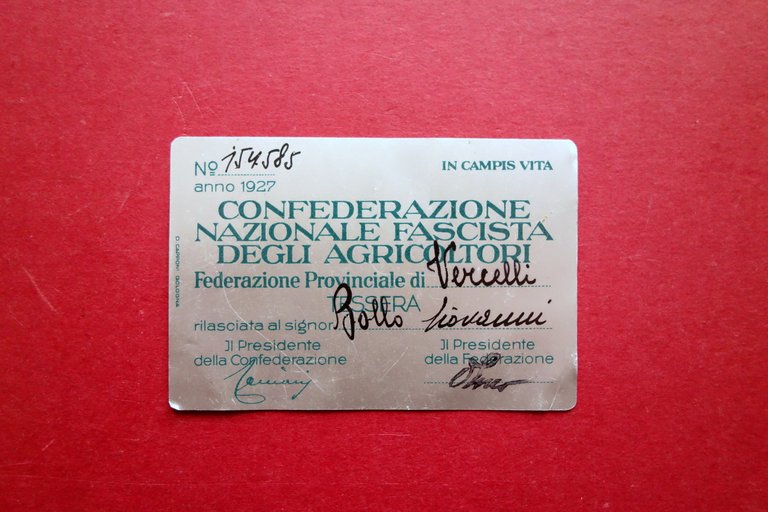 Nº 154585
IN CAMPIS VITA
anno 1927
CONFEDERAZIONE
NAZIONALE FASCISTA
DEGLI AGRICOLTORI
Federazione Provinciale di Vercelli
TESSERA
rilasciata al signor Bollo Giovanni
Il Presidente
della Confederazione
Il Presidente
della Federazione